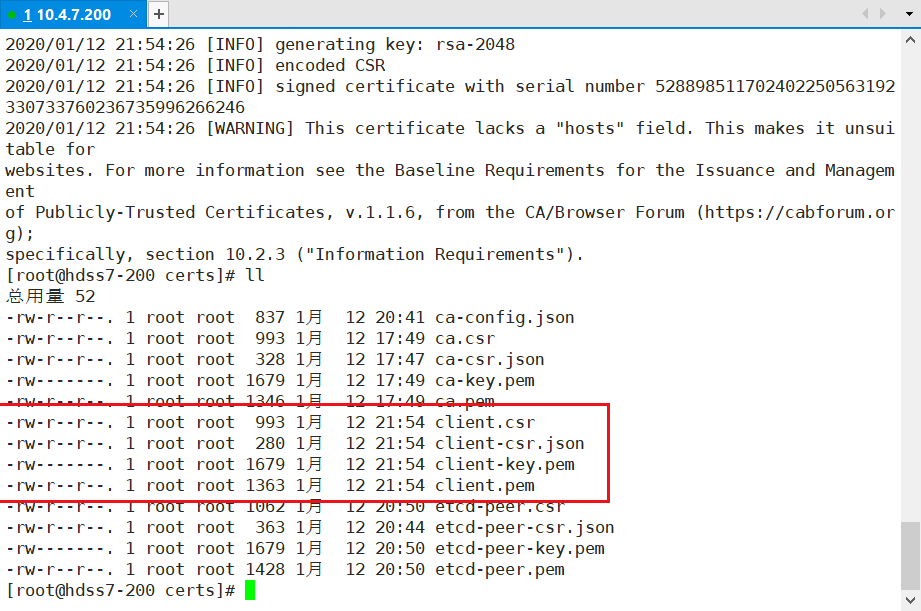 1 10.4.7.200 × +
2020/01/12 21:54:26 [INFO] generating key: rsa-2048
2020/01/12 21:54:26 [INFO] encoded CSR
2020/01/12 21:54:26 [INFO] signed certificate with serial number 528898511702402250563192
330733760236735996266246
2020/01/12 21:54:26 [WARNING] This certificate lacks a "hosts" field. This makes it unsui
table for
websites. For more information see the Baseline Requirements for the Issuance and Managem
ent
of Publicly-Trusted Certificates, v.1.1.6, from the CA/Browser Forum (https://cabforum.or
g);
specifically, section 10.2.3 ("Information Requirements").
[root@hdss7-200 certs]# ll
总用量 52
-rw-r--r--. 1 root root  837 1月  12 20:41 ca-config.json
-rw-r--r--. 1 root root  993 1月  12 17:49 ca.csr
-rw-r--r--. 1 root root  328 1月  12 17:47 ca-csr.json
-rw-------. 1 root root 1679 1月  12 17:49 ca-key.pem
-rw-r--r--. 1 root root 1346 1月  12 17:49 ca.pem
-rw-r--r--. 1 root root  993 1月  12 21:54 client.csr
-rw-r--r--. 1 root root  280 1月  12 21:54 client-csr.json
-rw-------. 1 root root 1679 1月  12 21:54 client-key.pem
-rw-r--r--. 1 root root 1363 1月  12 21:54 client.pem
-rw-r--r--. 1 root root 1062 1月  12 20:50 etcd-peer.csr
-rw-r--r--. 1 root root  363 1月  12 20:44 etcd-peer-csr.json
-rw-------. 1 root root 1679 1月  12 20:50 etcd-peer-key.pem
-rw-r--r--. 1 root root 1428 1月  12 20:50 etcd-peer.pem
[root@hdss7-200 certs]#